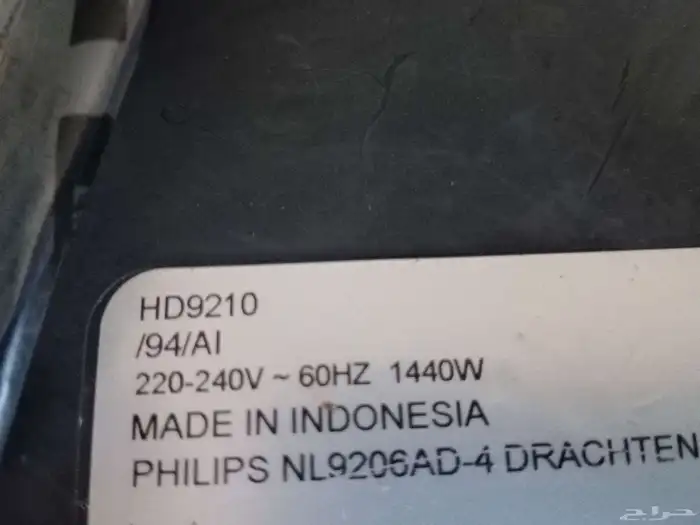 HD9210
/94/AI
220-240V ~ 60HZ 1440W
MADE IN INDONESIA
PHILIPS NL9206AD-4 DRACHTEN
حراج